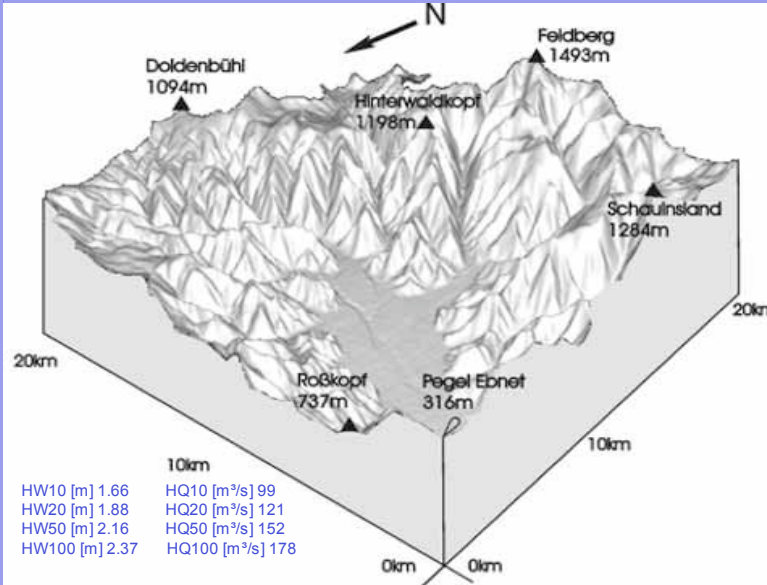 N
Feldberg
1493m
Doldenbühl
1094m
Hinterwaldkopf
1198m
Schauinsland
1284m
20km
20km
Roßkopf
737m
Pegel Ebnet
316m
10km
10km
HW10 [m] 1.66 HQ10 [m³/s] 99
HW20 [m] 1.88 HQ20 [m³/s] 121
HW50 [m] 2.16 HQ50 [m³/s] 152
HW100 [m] 2.37 HQ100 [m³/s] 178
0km 0km